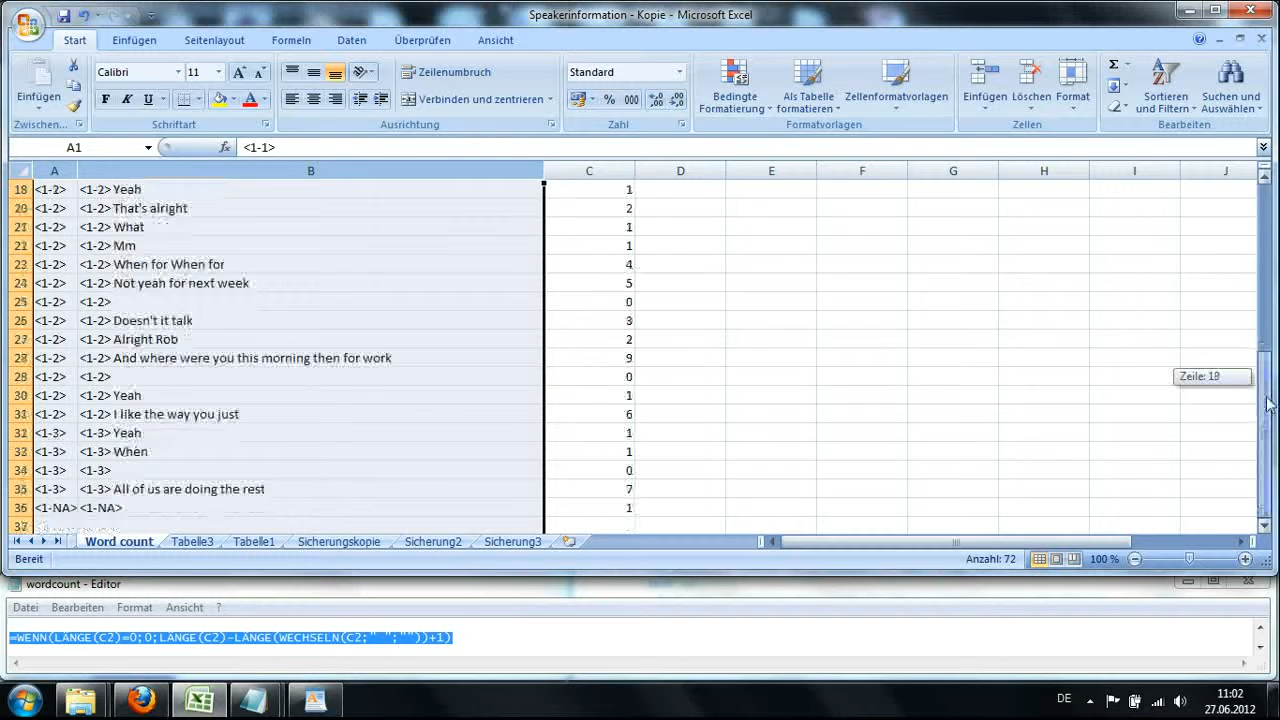 Speakerinformation - Kopie - Microsoft Excel
Start Einfügen Seitenlayout Formeln Daten Überprüfen Ansicht
Einfügen
Calibri 11
F K U
Zeilenumbruch
Verbinden und zentrieren
Standard
% 000
Bedingte Formatierung
Als Tabelle formatieren
Zellenformatvorlagen
Einfügen Löschen Format
Sortieren und Filtern
Suchen und Auswählen
Zwischen... Schriftart Ausrichtung Zahl Formatvorlagen Zellen Bearbeiten
A1 fx <1-1>
A B C D E F G H I J
<1-2> <1-2> Yeah 1
20 <1-2> <1-2> That's alright 2
21 <1-2> <1-2> What 1
22 <1-2> <1-2> Mm 1
23 <1-2> <1-2> When for When for 4
24 <1-2> <1-2> Not yeah for next week 5
25 <1-2> <1-2> 0
26 <1-2> <1-2> Doesn't it talk 3
27 <1-2> <1-2> Alright Rob 2
28 <1-2> <1-2> And where were you this morning then for work 9
<1-2> <1-2> 0
30 <1-2> <1-2> Yeah 1
31 <1-2> <1-2> I like the way you just 6
<1-3> <1-3> Yeah 1
33 <1-3> <1-3> When 1
34 <1-3> <1-3> 0
35 <1-3> <1-3> All of us are doing the rest 7
36 <1-NA> <1-NA> 1
37
Zeile: 18
Word count Tabelle3 Tabelle1 Sicherungskopie Sicherung2 Sicherung3
Bereit Anzahl: 72 100 %
wordcount - Editor
Datei Bearbeiten Format Ansicht ?
=WENN(LÄNGE(C2)=0;0;LÄNGE(C2)-LÄNGE(WECHSELN(C2;" ";""))+1)
DE 11:02
27.06.2012